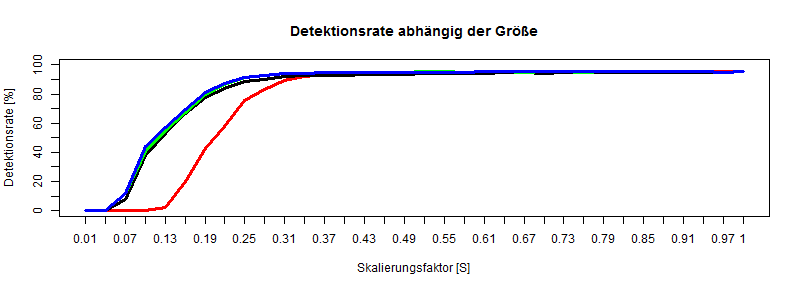 Detektionsrate abhängig der Größe
Detektionsrate [%]
100
80
60
40
20
0
0.01 0.07 0.13 0.19 0.25 0.31 0.37 0.43 0.49 0.55 0.61 0.67 0.73 0.79 0.85 0.91 0.97 1
Skalierungsfaktor [S]